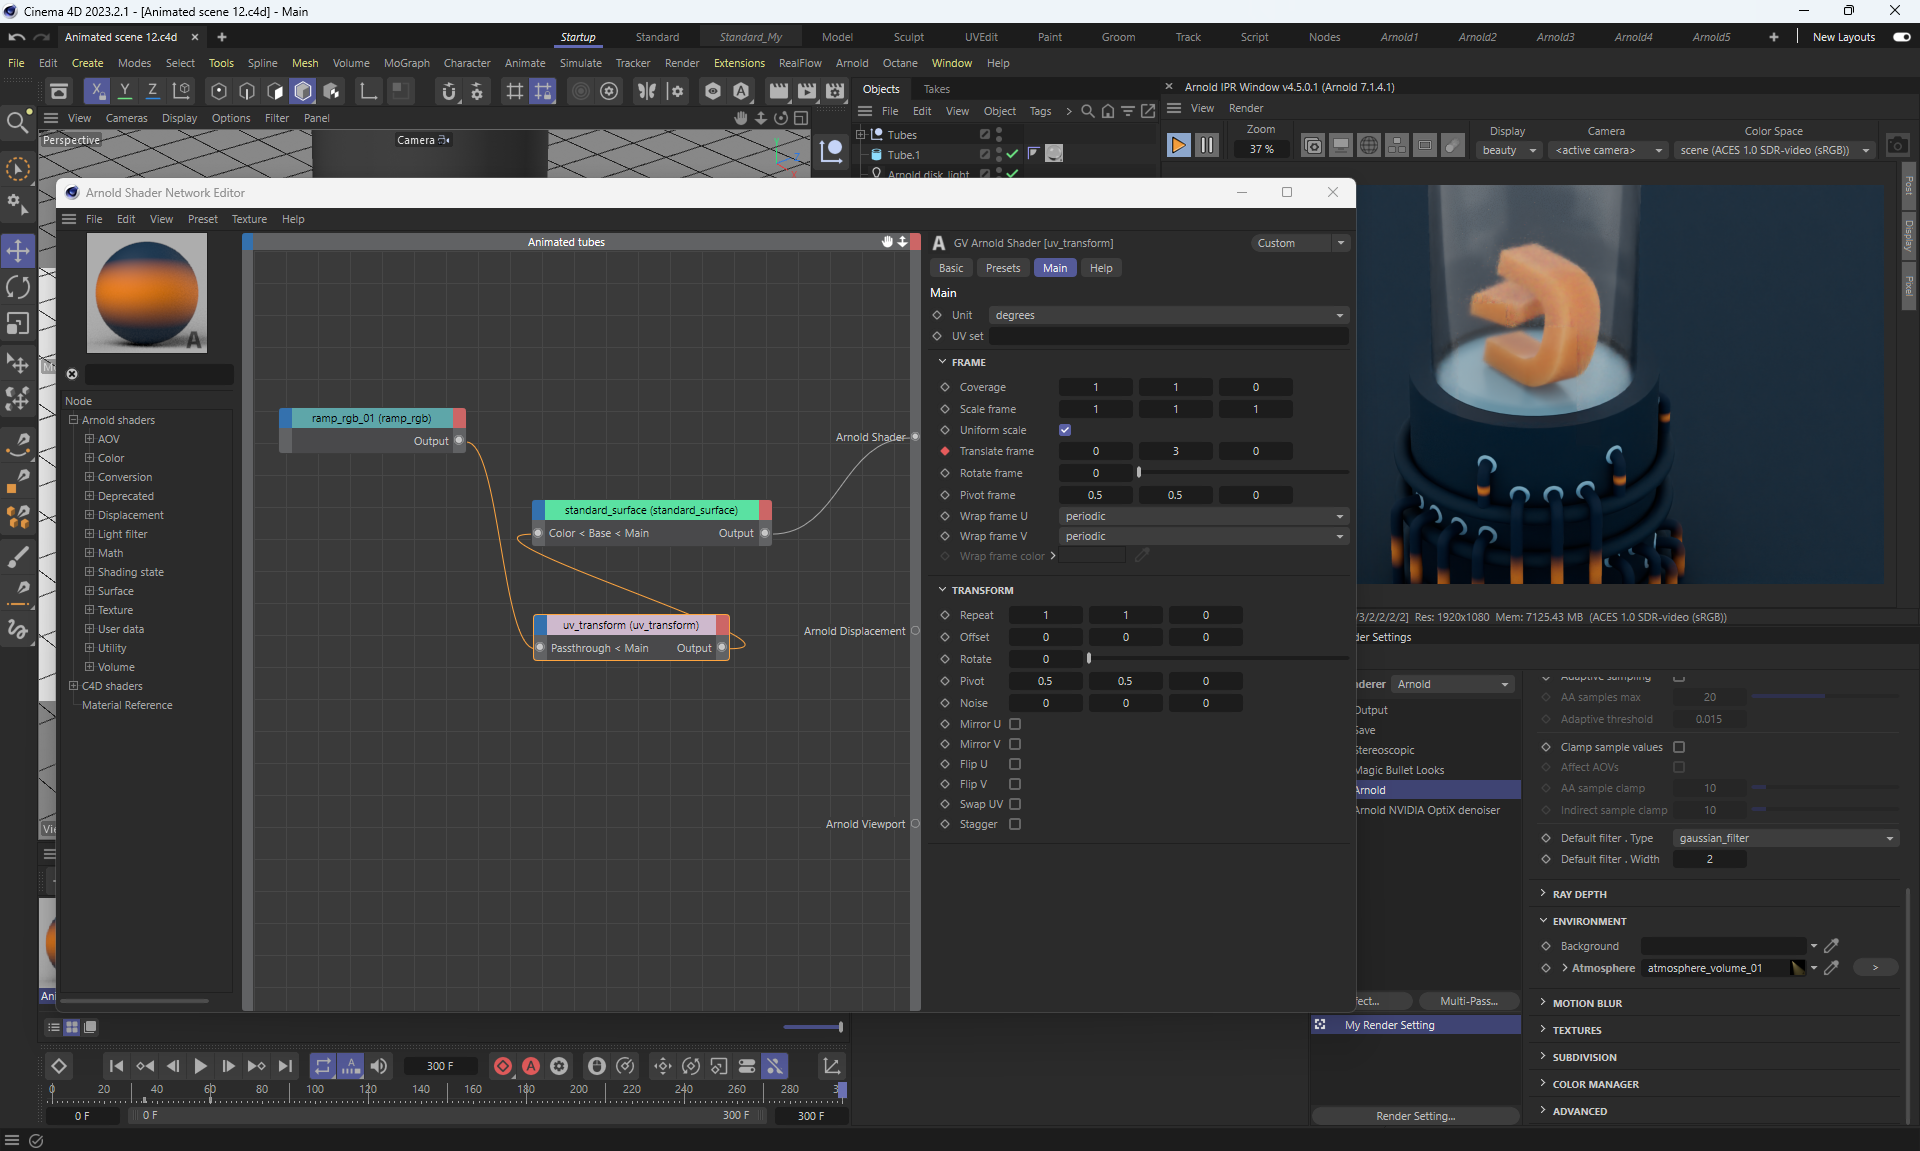 Cinema 4D 2023.2.1 - [Animated scene 12.c4d] - Main
Animated scene 12.c4d
Startup
Standard
Standard_My
Model
Sculpt
UVEdit
Paint
Groom
Track
Script
Nodes
Arnold1
Arnold2
Arnold3
Arnold4
Arnold5
New Layouts
File Edit Create Modes Select Tools Spline Mesh Volume MoGraph Character Animate Simulate Tracker Render Extensions RealFlow Arnold Octane Window Help
X Y Z
View Cameras Display Options Filter Panel
Perspective
Camera
Objects Takes
File Edit View Object Tags
Tubes
Tube.1
Arnold disk_light
Arnold IPR Window v4.5.0.1 (Arnold 7.1.4.1)
View Render
Zoom
37 %
Display
beauty
Camera
<active camera>
Color Space
scene (ACES 1.0 SDR-video (sRGB))
Post
Display
Pixel
Arnold Shader Network Editor
File Edit View Preset Texture Help
A
Node
Arnold shaders
AOV
Color
Conversion
Deprecated
Displacement
Light filter
Math
Shading state
Surface
Texture
User data
Utility
Volume
C4D shaders
Material Reference
Animated tubes
ramp_rgb_01 (ramp_rgb)
Output
standard_surface (standard_surface)
Color < Base < Main Output
uv_transform (uv_transform)
Passthrough < Main Output
Arnold Shader
Arnold Displacement
Arnold Viewport
GV Arnold Shader [uv_transform]
Custom
Basic Presets Main Help
Main
Unit degrees
UV set
FRAME
Coverage 1 1 0
Scale frame 1 1 1
Uniform scale
Translate frame 0 3 0
Rotate frame 0
Pivot frame 0.5 0.5 0
Wrap frame U periodic
Wrap frame V periodic
Wrap frame color
TRANSFORM
Repeat 1 1 0
Offset 0 0 0
Rotate 0
Pivot 0.5 0.5 0
Noise 0 0 0
Mirror U
Mirror V
Flip U
Flip V
Swap UV
Stagger
/3/2/2/2/2] Res: 1920x1080 Mem: 7125.43 MB (ACES 1.0 SDR-video (sRGB))
der Settings
derer Arnold
Output
Save
Stereoscopic
Magic Bullet Looks
Arnold
Arnold NVIDIA OptiX denoiser
fect...
Multi-Pass...
My Render Setting
Render Setting...
Adaptive sampling
AA samples max 20
Adaptive threshold 0.015
Clamp sample values
Affect AOVs
AA sample clamp 10
Indirect sample clamp 10
Default filter . Type gaussian_filter
Default filter . Width 2
RAY DEPTH
ENVIRONMENT
Background
Atmosphere atmosphere_volume_01
MOTION BLUR
TEXTURES
SUBDIVISION
COLOR MANAGER
ADVANCED
Ani
300 F
0 20 40 60 80 100 120 140 160 180 200 220 240 260 280
0 F
0 F
300 F
300 F